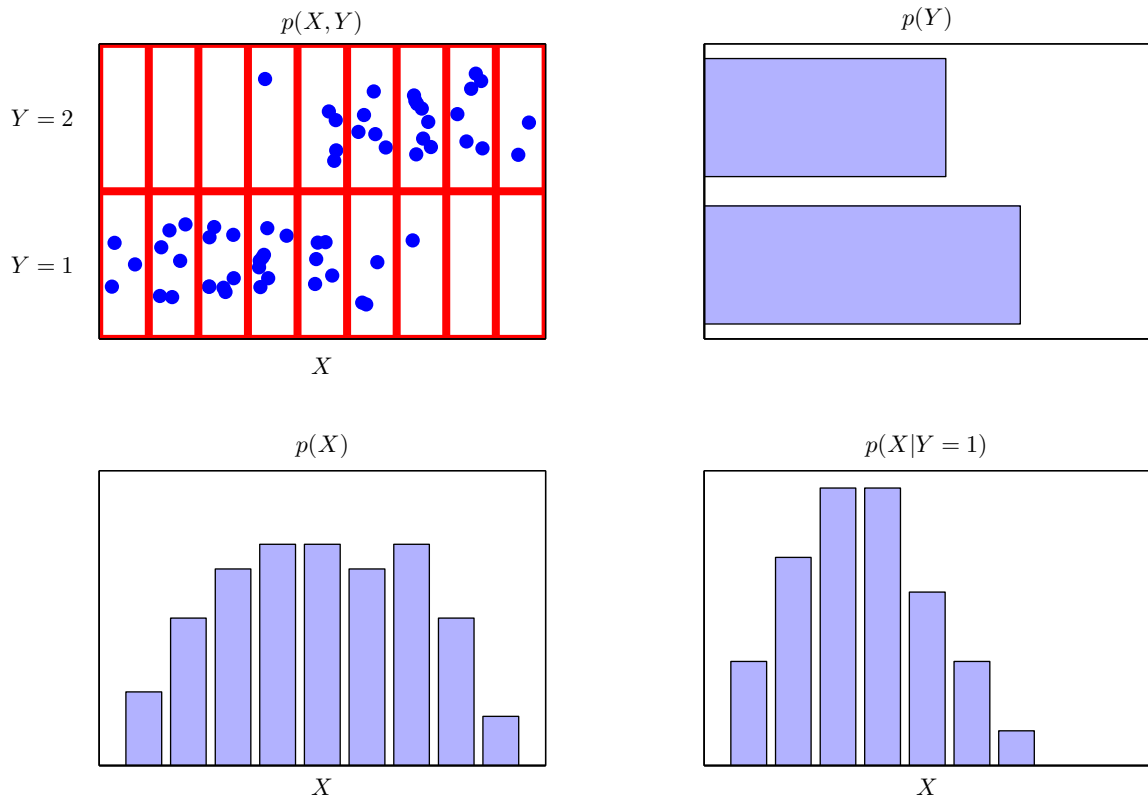 p(X, Y)
Y = 2
Y = 1
X
p(Y)
p(X)
X
p(X|Y = 1)
X